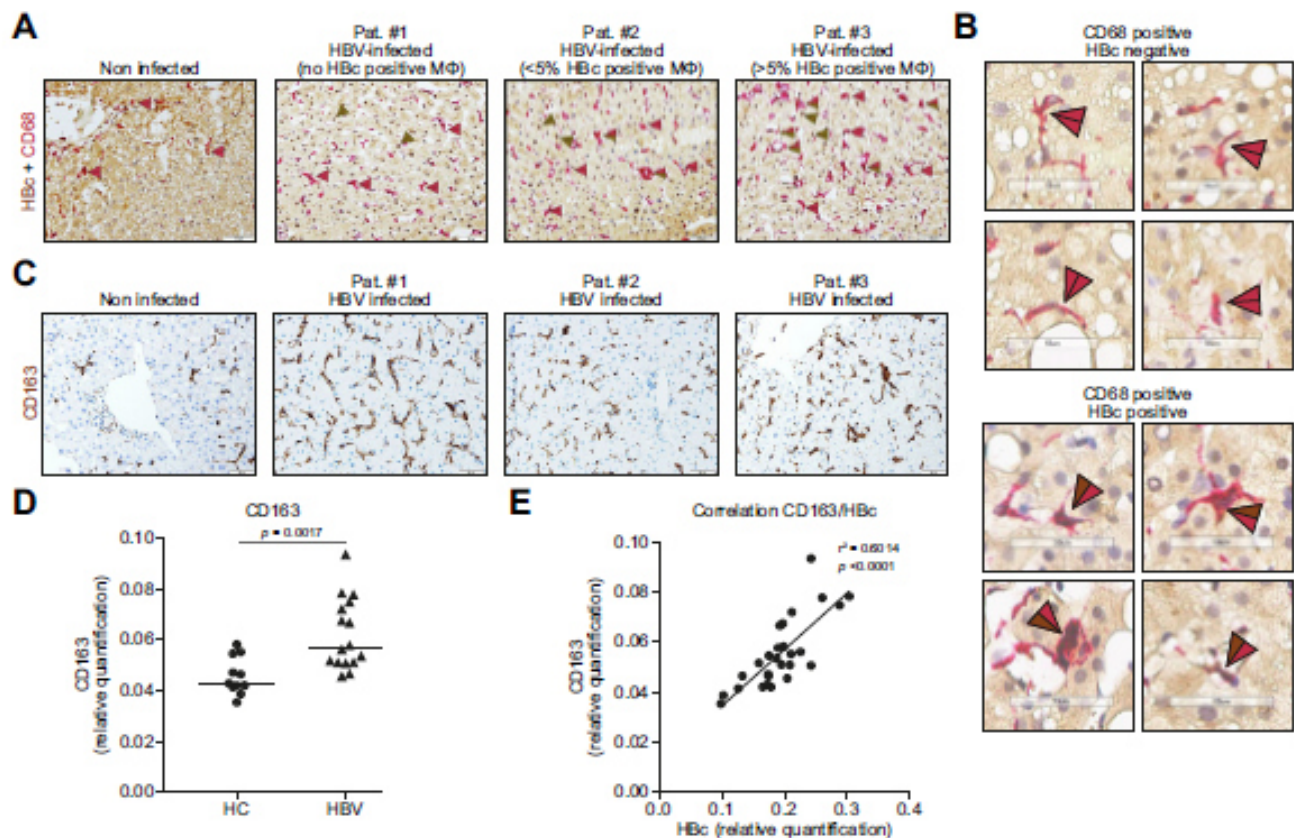 A
Non infected
Pat. #1
HBV-infected
(no HBc positive MΦ)
Pat. #2
HBV-infected
(<5% HBc positive MΦ)
Pat. #3
HBV-infected
(>5% HBc positive MΦ)
HBc + CD68
B
CD68 positive
HBc negative
CD68 positive
HBc positive
C
Non infected
Pat. #1
HBV infected
Pat. #2
HBV infected
Pat. #3
HBV infected
CD163
D
CD163
p = 0.0017
CD163
(relative quantification)
0.10
0.08
0.06
0.04
0.02
0.00
HC
HBV
E
Correlation CD163/HBc
r² = 0.6014
p <0.0001
CD163
(relative quantification)
0.10
0.08
0.06
0.04
0.02
0.00
0.0
0.1
0.2
0.3
0.4
HBc (relative quantification)